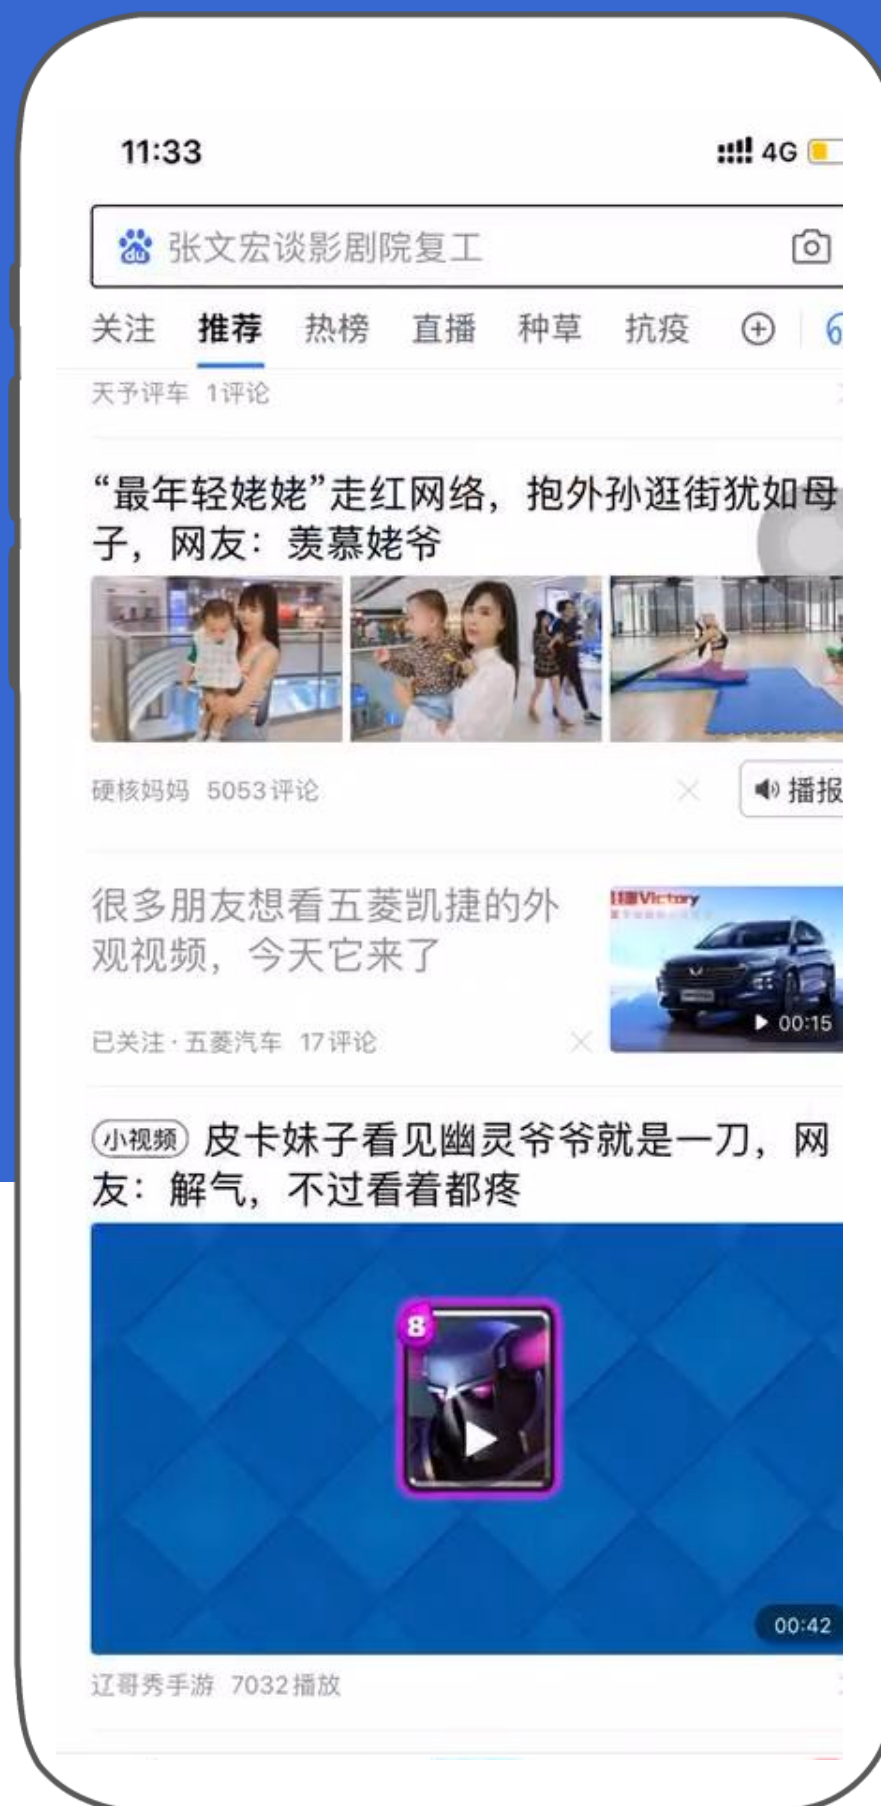 11:33
4G
du 张文宏谈影剧院复工
关注 推荐 热榜 直播 种草 抗疫
天予评车 1评论
“最年轻姥姥”走红网络，抱外孙逛街犹如母
子，网友：羡慕姥爷
硬核妈妈 5053评论
播报
很多朋友想看五菱凯捷的外
观视频，今天它来了
Victory
00:15
已关注·五菱汽车 17评论
小视频 皮卡妹子看见幽灵爷爷就是一刀，网
友：解气，不过看着都疼
8
00:42
辽哥秀手游 7032播放